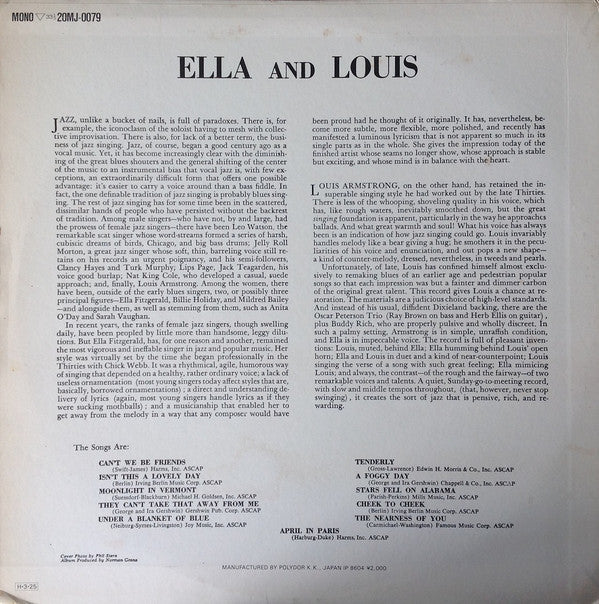 MONO 20MJ-0079
ELLA AND LOUIS
JAZZ, unlike a bucket of nails, is full of paradoxes. There is, for
example, the iconoclasm of the soloist having to mesh with collec-
tive improvisation. There is also, for lack of a better term, the busi-
ness of jazz singing. Jazz, of course, began a good century ago as a
vocal music. Yet, it has become increasingly clear with the diminish-
ing of the great blues shouters and the general shifting of the center
of the music to an instrumental bias that vocal jazz is, with few ex-
ceptions, an extraordinarily difficult form that offers one possible
advantage: it's easier to carry a voice around than a bass fiddle. In
fact, the one definable tradition of jazz singing is probably blues sing-
ing. The rest of jazz singing has for some time been in the scattered,
dissimilar hands of people who have persisted without the backrest
of tradition. Among male singers—who have not, by and large, had
the prowess of female jazz singers—there have been Leo Watson, the
remarkable scat singer whose word-streams formed a series of harsh,
cubistic dreams of birds, Chicago, and big bass drums; Jelly Roll
Morton, a great jazz singer whose soft, thin, barreling voice still re-
tains on his records an urgent poignancy, and his semi-followers,
Clancy Hayes and Turk Murphy; Lips Page, Jack Teagarden, his
voice good burlap; Nat King Cole, who developed a casual, suede
approach; and, finally, Louis Armstrong. Among the women, there
have been, outside of the early blues singers, two, or possibly three
principal figures—Ella Fitzgerald, Billie Holiday, and Mildred Bailey
—and alongside them, as well as stemming from them, such as Anita
O'Day and Sarah Vaughan.
In recent years, the ranks of female jazz singers, though swelling
daily, have been peopled by little more than handsome, leggy dilu-
tions. But Ella Fitzgerald, has, for one reason and another, remained
the most vigorous and ineffable singer in jazz and popular music. Her
style was virtually set by the time she began professionally in the
Thirties with Chick Webb. It was a rhythmical, agile, humorous way
of singing that depended on a healthy, rather ordinary voice; a lack of
useless ornamentation (most young singers today affect styles that are,
basically, borrowed ornamentations); a direct and understanding de-
livery of lyrics (again, most young singers handle lyrics as if they
were sucking mothballs); and a musicianship that enabled her to
get away from the melody in a way that any composer would have
been proud had he thought of it originally. It has, nevertheless, be-
come more subtle, more flexible, more polished, and recently has
manifested a luminous lyricism that is not apparent so much in its
single parts as in the whole. She gives the impression today of the
finished artist whose seams no longer show, whose approach is stable
but exciting, and whose mind is in balance with the heart.
LOUIS ARMSTRONG, on the other hand, has retained the in-
superable singing style he had worked out by the late Thirties.
There is less of the whooping, shoveling quality in his voice, which
has, like rough waters, inevitably smoothed down, but the great
singing foundation is apparent, particularly in the way he approaches
ballads. And what great warmth and soul! What his voice has always
been is an indication of how jazz singing could go. Louis invariably
handles melody like a bear giving a hug; he smothers it in the pecu-
liarities of his voice and enunciation, and out pops a new shape—
a kind of counter-melody, dressed, nevertheless, in tweeds and pearls.
Unfortunately, of late, Louis has confined himself almost exclu-
sively to remaking blues of an earlier age and pedestrian popular
songs so that each impression was but a fainter and dimmer carbon
of the original great talent. This record gives Louis a chance at re-
storation. The materials are a judicious choice of high-level standards.
And instead of his usual, diffident Dixieland backing, there are the
Oscar Peterson Trio (Ray Brown on bass and Herb Ellis on guitar),
plus Buddy Rich, who are properly pulsive and wholly discreet. In
such a palmy setting, Armstrong is in simple, unafraith condition,
and Ella is in impeccable voice. The record is full of pleasant inven-
tions: Louis, muted, behind Ella; Ella humming behind Louis' open
horn; Ella and Louis in duet and a kind of near-counterpoint; Louis
singing the verse of a song with such great feeling; Ella mimicing
Louis; and always, the contrast—of the rough and the fairway—of two
remarkable voices and talents. A quiet, Sunday-go-to-meeting record,
with slow and middle tempos throughout, (that, however, never stop
swinging), it creates the sort of jazz that is pensive, rich, and re-
warding.
The Songs Are:
CAN'T WE BE FRIENDS
(Swift-James) Harms, Inc. ASCAP
ISN'T THIS A LOVELY DAY
(Berlin) Irving Berlin Music Corp. ASCAP
MOONLIGHT IN VERMONT
(Suessdorf-Blackburn) Michael H. Goldsen, Inc. ASCAP
THEY CAN'T TAKE THAT AWAY FROM ME
(George and Ira Gershwin) Gershwin Pub. Corp. ASCAP
UNDER A BLANKET OF BLUE
(Neiburg-Symes-Livingston) Joy Music, Inc. ASCAP
TENDERLY
(Gross-Lawrence) Edwin H. Morris & Co., Inc. ASCAP
A FOGGY DAY
(George and Ira Gershwin) Chappell & Co., Inc. ASCAP
STARS FELL ON ALABAMA
(Parish-Perkins) Mills Music, Inc. ASCAP
CHEEK TO CHEEK
(Berlin) Irving Berlin Music Corp. ASCAP
THE NEARNESS OF YOU
(Carmichael-Washington) Famous Music Corp. ASCAP
APRIL IN PARIS
(Harburg-Duke) Harms, Inc. ASCAP
Cover Photo by Phil Stern
Album Produced by Norman Granz
MANUFACTURED BY POLYDOR K.K., JAPAN IP 8604 ¥2,000
H-3-25